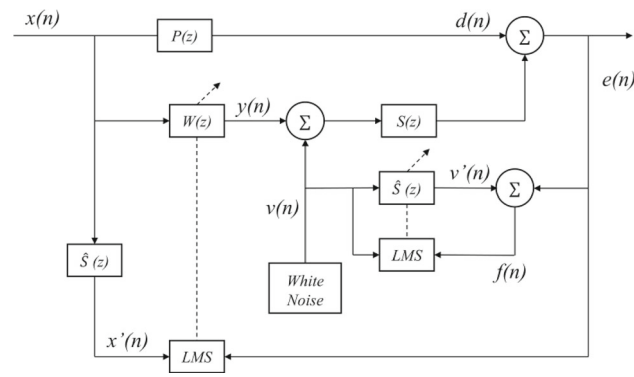 x(n)
P(z)
d(n)
Σ
e(n)
W(z)
y(n)
Σ
S(z)
v(n)
Ŝ (z)
v’(n)
Σ
Ŝ (z)
LMS
f(n)
White
Noise
x’(n)
LMS